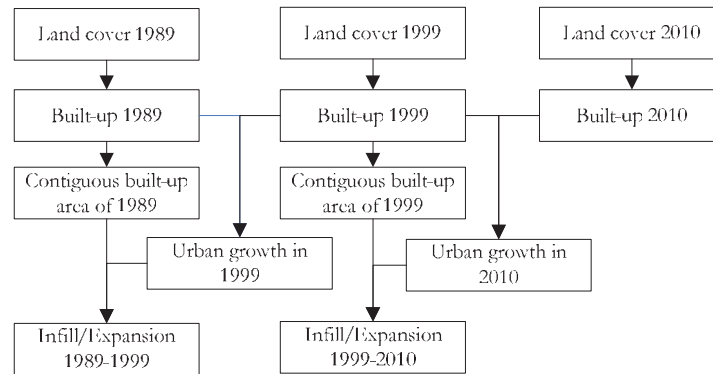 Land cover 1989
Land cover 1999
Land cover 2010
Built-up 1989
Built-up 1999
Built-up 2010
Contiguous built-up
area of 1989
Contiguous built-up
area of 1999
Urban growth in
1999
Urban growth in
2010
Infill/Expansion
1989-1999
Infill/Expansion
1999-2010